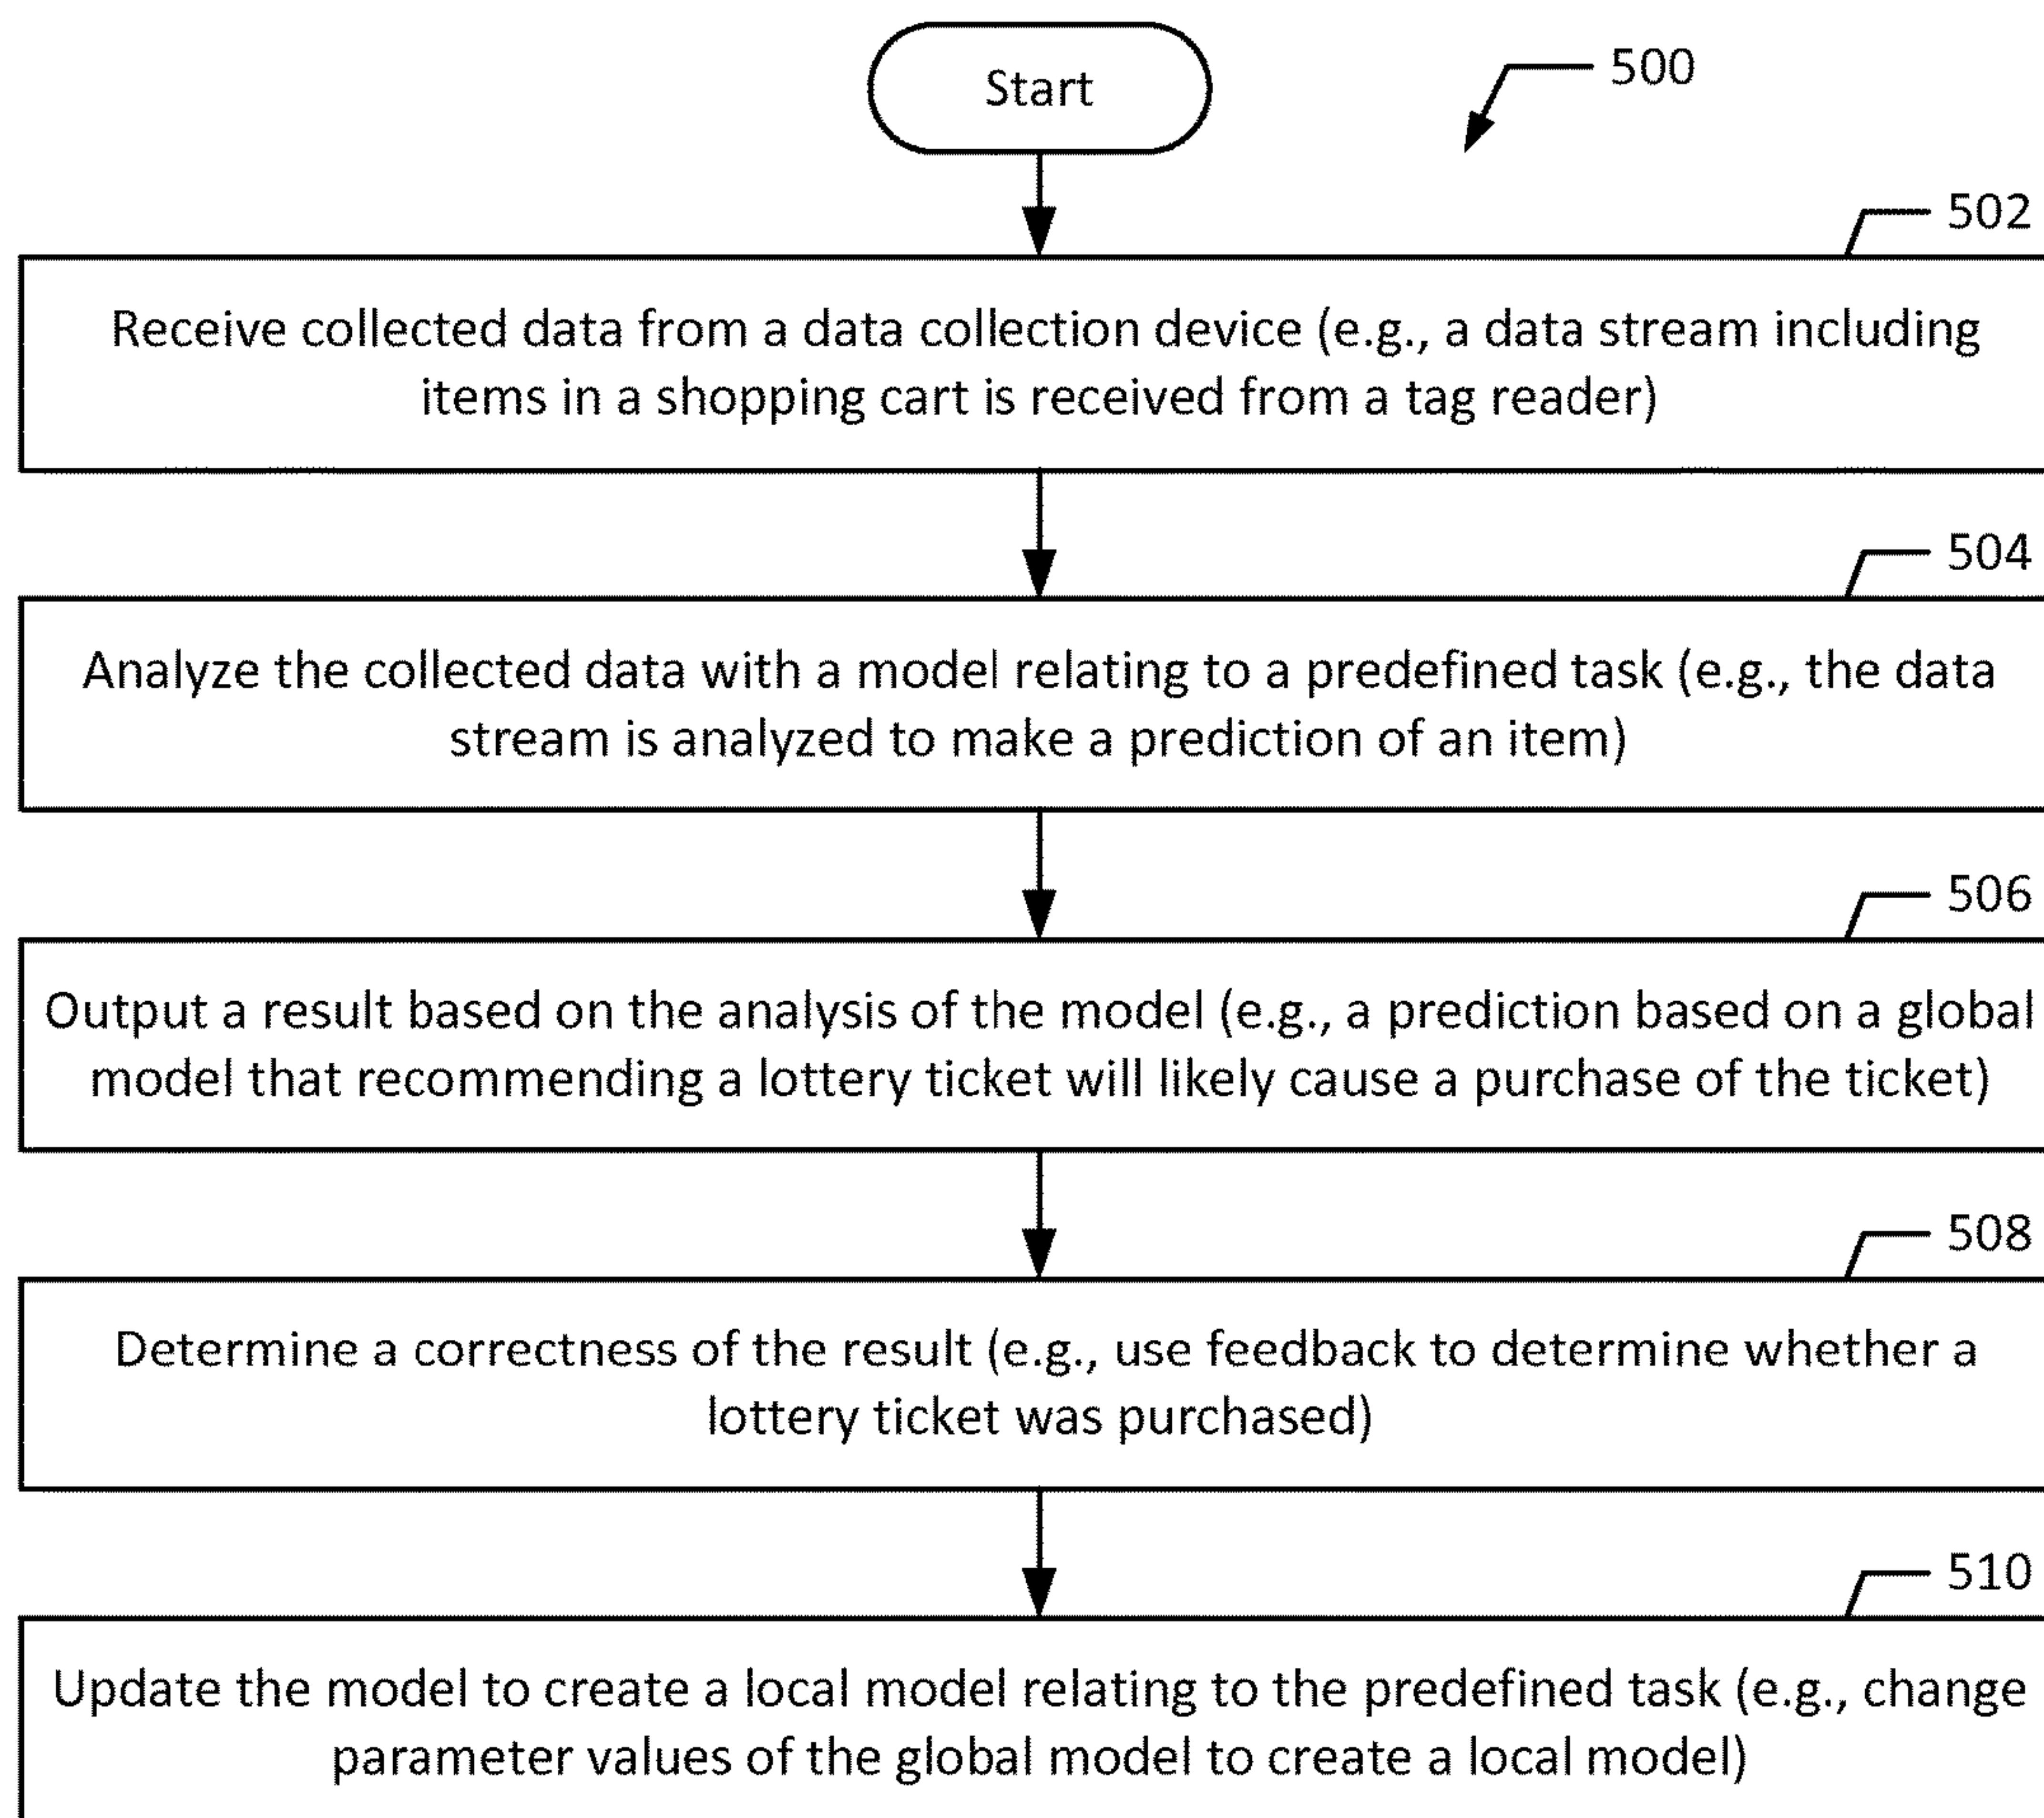 Start
500
502
Receive collected data from a data collection device (e.g., a data stream including
items in a shopping cart is received from a tag reader)
504
Analyze the collected data with a model relating to a predefined task (e.g., the data
stream is analyzed to make a prediction of an item)
506
Output a result based on the analysis of the model (e.g., a prediction based on a global
model that recommending a lottery ticket will likely cause a purchase of the ticket)
508
Determine a correctness of the result (e.g., use feedback to determine whether a
lottery ticket was purchased)
510
Update the model to create a local model relating to the predefined task (e.g., change
parameter values of the global model to create a local model)